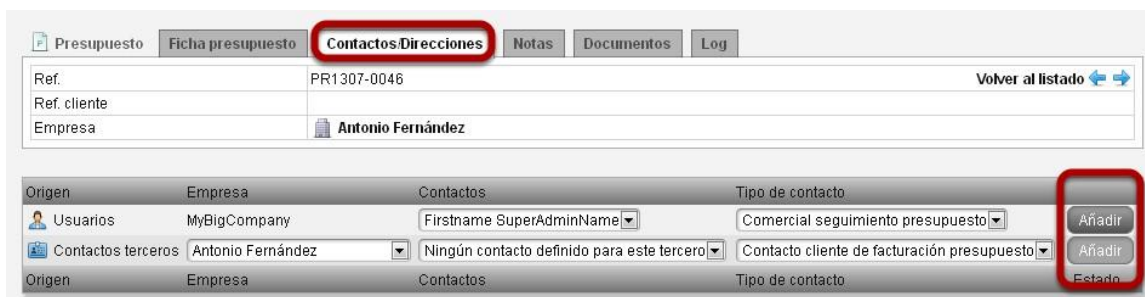 Presupuesto Ficha presupuesto Contactos/Direcciones Notas Documentos Log
Ref. PR1307-0046 Volver al listado
Ref. cliente
Empresa Antonio Fernández
Origen Empresa Contactos Tipo de contacto
Usuarios MyBigCompany Firstname SuperAdminName Comercial seguimiento presupuesto Añadir
Contactos terceros Antonio Fernández Ningún contacto definido para este tercero Contacto cliente de facturación presupuesto Añadir
Origen Empresa Contactos Tipo de contacto Estado